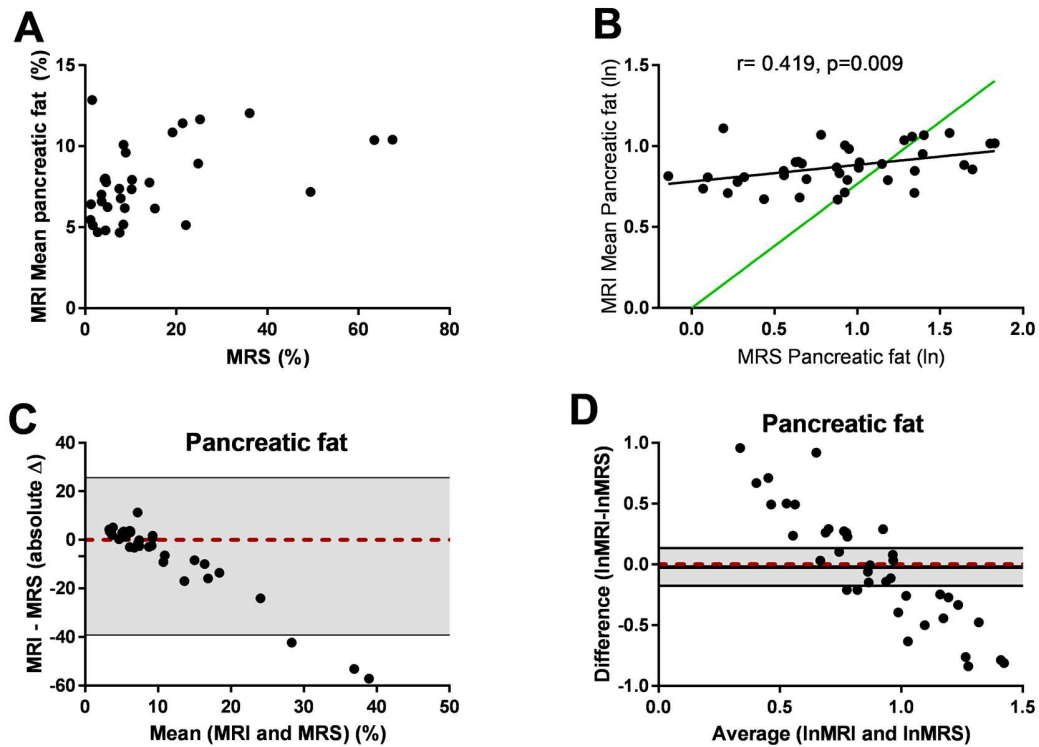 A
MRI Mean pancreatic fat (%)
15
10
5
0
0 20 40 60 80
MRS (%)
B
r= 0.419, p=0.009
MRI Mean Pancreatic fat (ln)
1.5
1.0
0.5
0.0
0.0 0.5 1.0 1.5 2.0
MRS Pancreatic fat (ln)
C
Pancreatic fat
MRI - MRS (absolute Δ)
40
20
0
-20
-40
-60
0 10 20 30 40 50
Mean (MRI and MRS) (%)
D
Pancreatic fat
Difference (lnMRI-lnMRS)
1.0
0.5
0.0
-0.5
-1.0
0.0 0.5 1.0 1.5
Average (lnMRI and lnMRS)